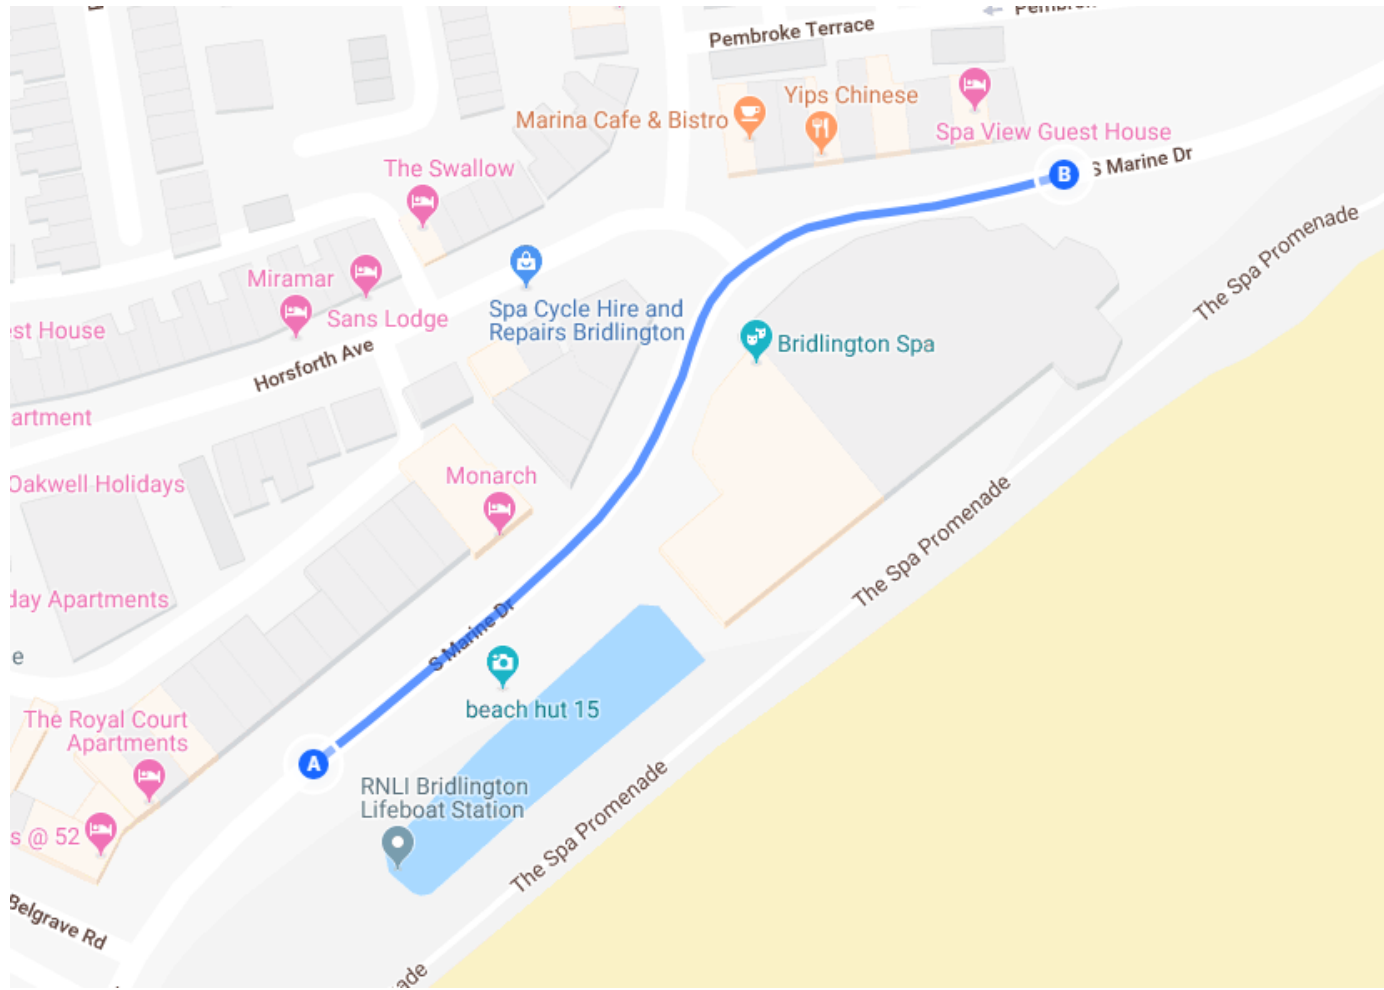 Pembroke Terrace
Yips Chinese
Marina Cafe & Bistro
Spa View Guest House
S Marine Dr
B
The Swallow
The Spa Promenade
Miramar
Sans Lodge
Spa Cycle Hire and
Repairs Bridlington
est House
Bridlington Spa
Horsforth Ave
artment
Monarch
Oakwell Holidays
The Spa Promenade
day Apartments
S Marine Dr
e
beach hut 15
The Royal Court
Apartments
A
RNLI Bridlington
Lifeboat Station
The Spa Promenade
s @ 52
Belgrave Rd
ade